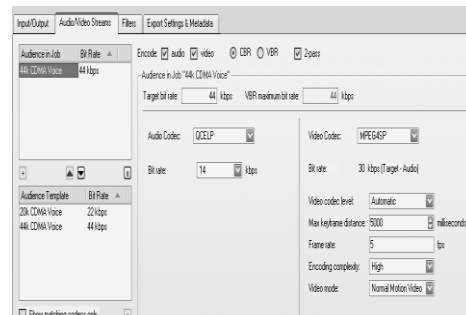 Input/Output Audio/Video Streams Filters Export Settings & Metadata
Audience in Job Bit Rate
44k CDMA Voice 44 kbps
Encode: audio video CBR VBR 2-pass
Audience in Job "44k CDMA Voice"
Target bit rate: 44 kbps VBR maximum bit rate: 44 kbps
Audio Codec: QCELP
Bit rate: 14 kbps
Video Codec: MPEG4SP
Bit rate: 30 kbps (Target - Audio)
Video codec level: Automatic
Max keyframe distance: 5000 milliseconds
Frame rate: 5 fps
Encoding complexity: High
Video mode: Normal Motion Video
Audience Template Bit Rate
20k CDMA Voice 22 kbps
44k CDMA Voice 44 kbps
Show matching codecs only